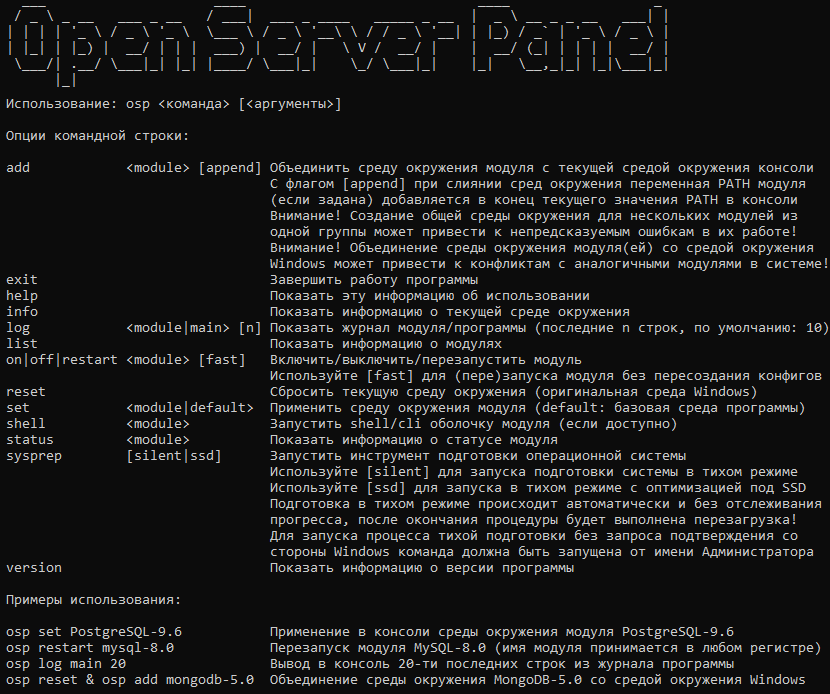 Open Server Panel
Использование: osp <команда> [<аргументы>]
Опции командной строки:
add <module> [append] Объединить среду окружения модуля с текущей средой окружения консоли
С флагом [append] при слиянии сред окружения переменная PATH модуля
(если задана) добавляется в конец текущего значения PATH в консоли
Внимание! Создание общей среды окружения для нескольких модулей из
одной группы может привести к непредсказуемым ошибкам в их работе!
Внимание! Объединение среды окружения модуля(ей) со средой окружения
Windows может привести к конфликтам с аналогичными модулями в системе!
exit Завершить работу программы
help Показать эту информацию об использовании
info Показать информацию о текущей среде окружения
log <module|main> [n] Показать журнал модуля/программы (последние n строк, по умолчанию: 10)
list Показать информацию о модулях
on|off|restart <module> [fast] Включить/выключить/перезапустить модуль
Используйте [fast] для (пере)запуска модуля без пересоздания конфигов
reset Сбросить текущую среду окружения (оригинальная среда Windows)
set <module|default> Применить среду окружения модуля (default: базовая среда программы)
shell <module> Запустить shell/cli оболочку модуля (если доступно)
status <module> Показать информацию о статусе модуля
sysprep [silent|ssd] Запустить инструмент подготовки операционной системы
Используйте [silent] для запуска подготовки системы в тихом режиме
Используйте [ssd] для запуска в тихом режиме с оптимизацией под SSD
Подготовка в тихом режиме происходит автоматически и без отслеживания
прогресса, после окончания процедуры будет выполнена перезагрузка!
Для запуска процесса тихой подготовки без запроса подтверждения со
стороны Windows команда должна быть запущена от имени Администратора
version Показать информацию о версии программы
Примеры использования:
osp set PostgreSQL-9.6 Применение в консоли среды окружения модуля PostgreSQL-9.6
osp restart mysql-8.0 Перезапуск модуля MySQL-8.0 (имя модуля принимается в любом регистре)
osp log main 20 Вывод в консоль 20-ти последних строк из журнала программы
osp reset & osp add mongodb-5.0 Объединение среды окружения MongoDB-5.0 со средой окружения Windows